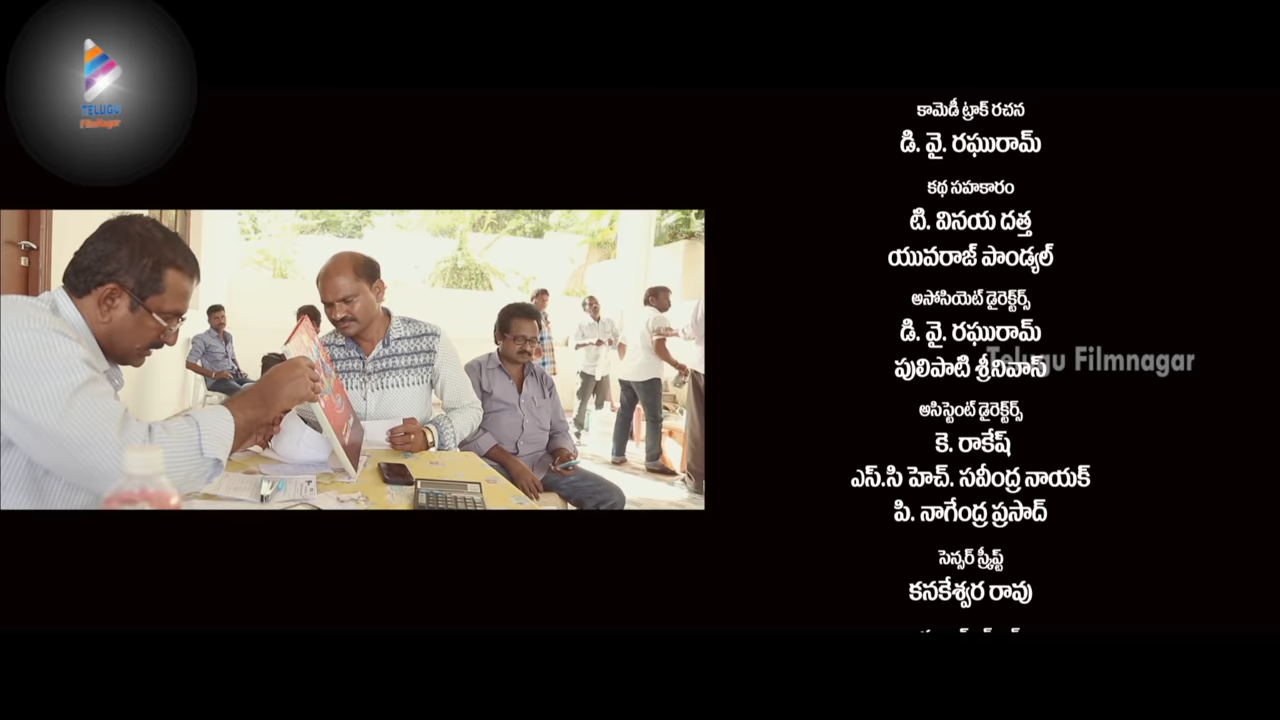 TELUGU
FilmNagar
కామెడీ ట్రాక్ రచన
డి. వై. రఘురామ్
కథ సహకారం
టి. వినయ దత్త
యువరాజ్ పాండ్యల్
అసోసియెట్ డైరెక్టర్స్
డి. వై. రఘురామ్
పులిపాటి శ్రీనివాస్
Telugu Filmnagar
అసిస్టెంట్ డైరెక్టర్స్
కె. రాకేష్
ఎస్.సి హెచ్. సవీంద్ర నాయక్
పి. నాగేంద్ర ప్రసాద్
సెన్సర్ స్క్రీప్ట్
కనకేశ్వర రావు